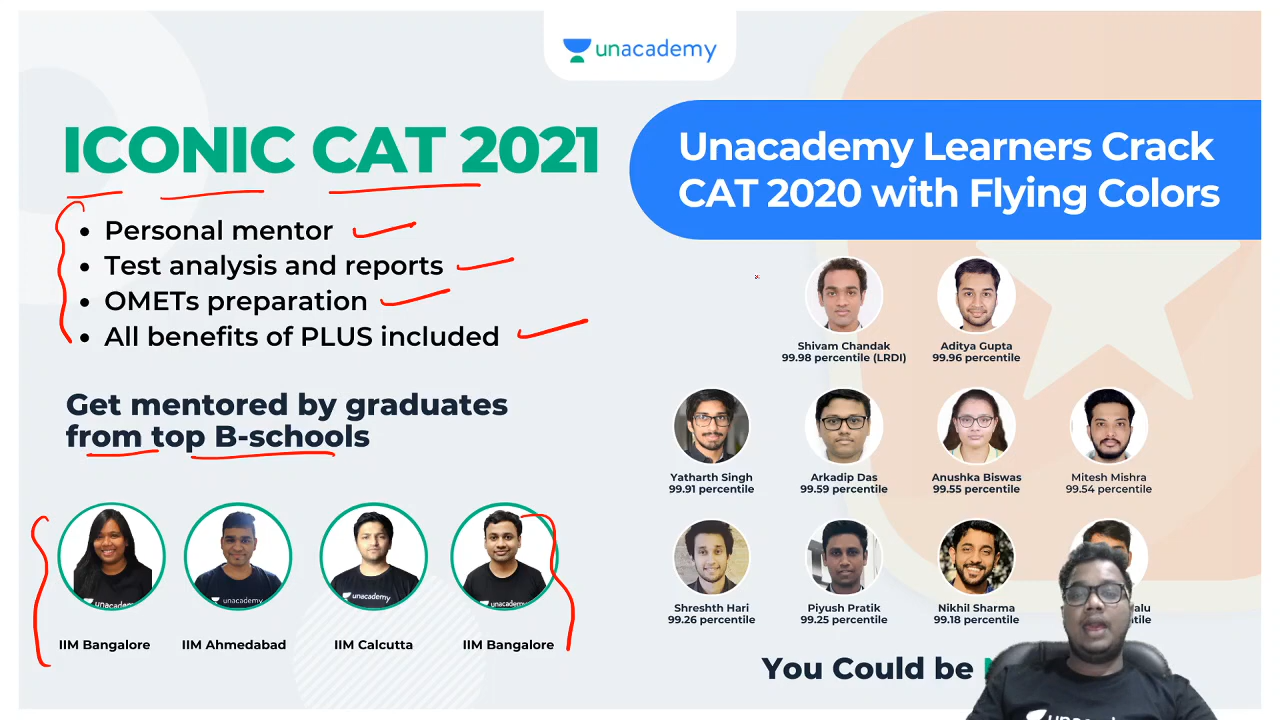 unacademy
ICONIC CAT 2021
Unacademy Learners Crack
CAT 2020 with Flying Colors
• Personal mentor
• Test analysis and reports
• OMETs preparation
• All benefits of PLUS included
Get mentored by graduates
from top B-schools
unacademy
unacademy
unacademy
unacademy
IIM Bangalore
IIM Ahmedabad
IIM Calcutta
IIM Bangalore
Shivam Chandak
99.98 percentile (LRDI)
Aditya Gupta
99.96 percentile
Yatharth Singh
99.91 percentile
Arkadip Das
99.59 percentile
Anushka Biswas
99.55 percentile
Mitesh Mishra
99.54 percentile
Shreshth Hari
99.26 percentile
Piyush Pratik
99.25 percentile
Nikhil Sharma
99.18 percentile
You Could be